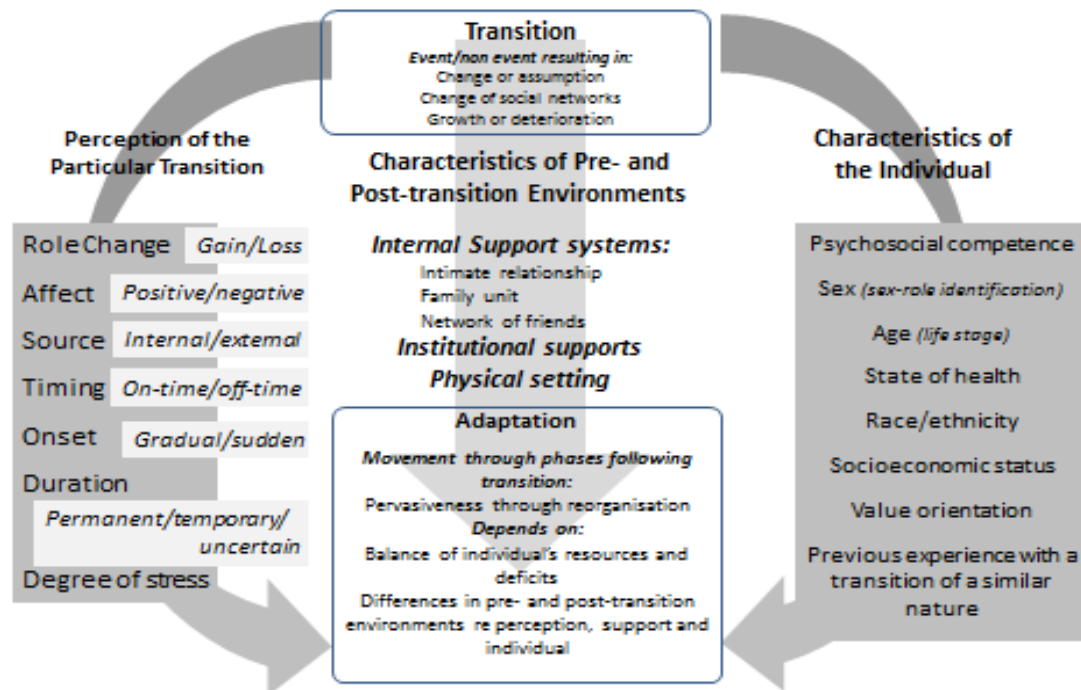 Transition
Event/non event resulting in:
Change or assumption
Change of social networks
Growth or deterioration
Perception of the
Particular Transition
Role Change Gain/Loss
Affect Positive/negative
Source Internal/external
Timing On-time/off-time
Onset Gradual/sudden
Duration
Permanent/temporary/
uncertain
Degree of stress
Characteristics of Pre- and
Post-transition Environments
Internal Support systems:
Intimate relationship
Family unit
Network of friends
Institutional supports
Physical setting
Adaptation
Movement through phases following
transition:
Pervasiveness through reorganisation
Depends on:
Balance of individual's resources and
deficits
Differences in pre- and post-transition
environments re perception, support and
individual
Characteristics of
the Individual
Psychosocial competence
Sex (sex-role identification)
Age (life stage)
State of health
Race/ethnicity
Socioeconomic status
Value orientation
Previous experience with a
transition of a similar
nature